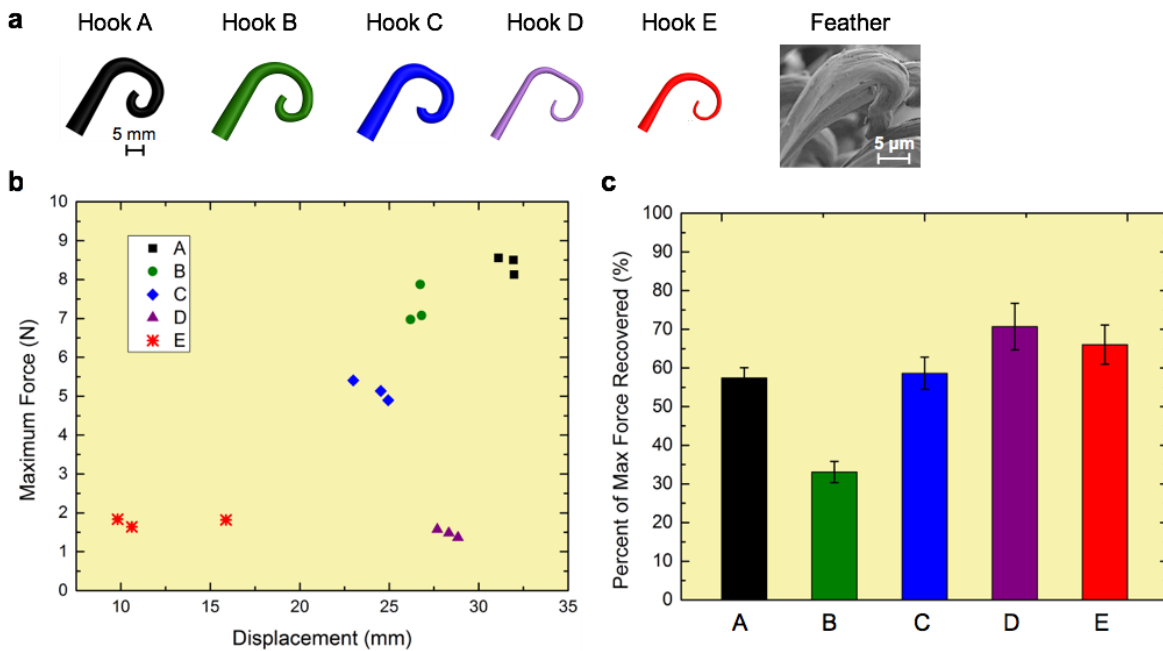 a Hook A Hook B Hook C Hook D Hook E Feather
5 mm
5 µm
b
10
9
8
7
6
5
4
3
2
1
0
A
B
C
D
E
Maximum Force (N)
10 15 20 25 30 35
Displacement (mm)
c
100
90
80
70
60
50
40
30
20
10
0
Percent of Max Force Recovered (%)
A B C D E